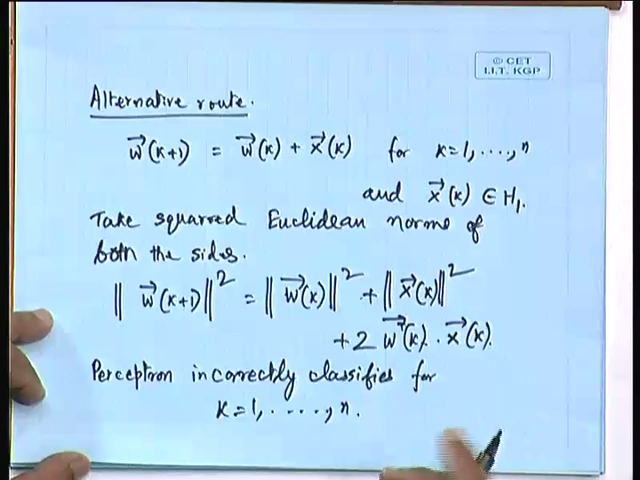 © CET
I.I.T. KGP
Alternative route.
w⃗(k+1) = w⃗(k) + x⃗(k) for k=1, ....., n
and x⃗(k) ∈ H₁.
Take squared Euclidean norms of
both the sides.
‖ w⃗(k+1) ‖² = ‖ w⃗(k) ‖² + ‖ x⃗(k) ‖²
+ 2 w⃗ᵀ(k) . x⃗(k).
Perceptron incorrectly classifies for
k=1, ....., n.